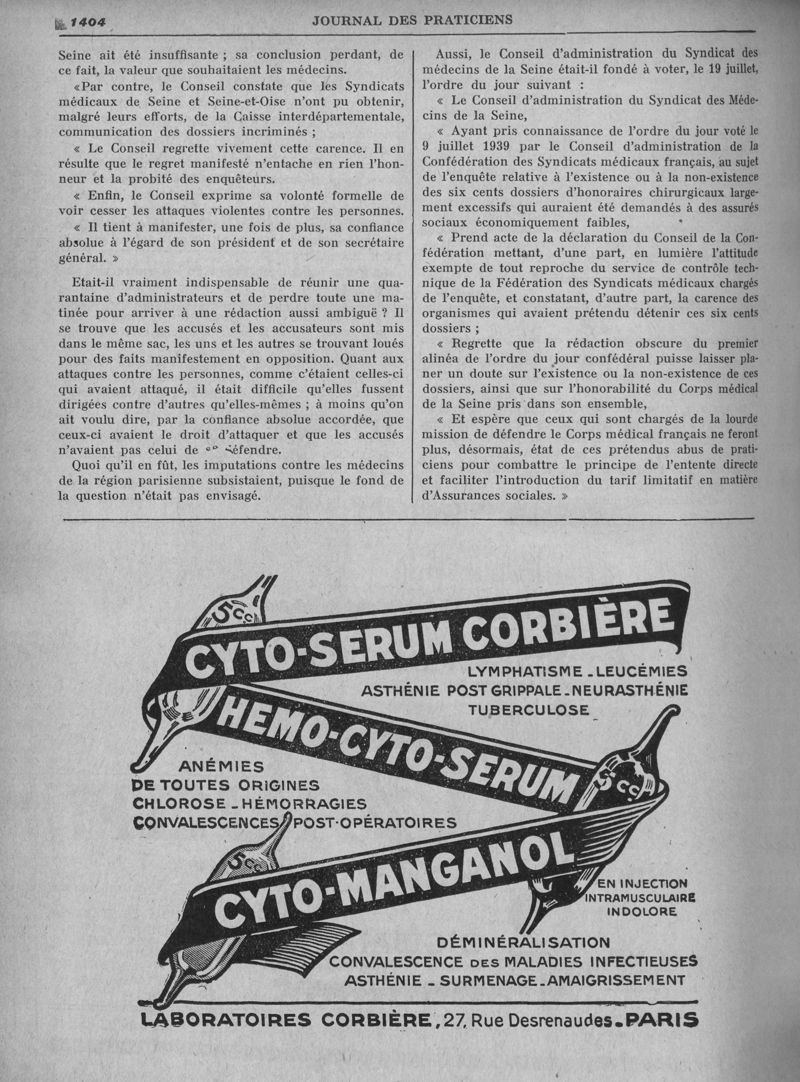 1404
JOURNAL DES PRATICIENS
Seine ait été insuffisante ; sa conclusion perdant, de
ce fait, la valeur que souhaitaient les médecins.
«Par contre, le Conseil constate que les Syndicats
médicaux de Seine et Seine-et-Oise n'ont pu obtenir,
malgré leurs efforts, de la Caisse interdépartementale,
communication des dossiers incriminés ;
« Le Conseil regrette vivement cette carence. Il en
résulte que le regret manifesté n'entache en rien l'hon-
neur et la probité des enquêteurs.
« Enfin, le Conseil exprime sa volonté formelle de
voir cesser les attaques violentes contre les personnes.
« Il tient à manifester, une fois de plus, sa confiance
absolue à l'égard de son président et de son secrétaire
général. »
Etait-il vraiment indispensable de réunir une qua-
rantaine d'administrateurs et de perdre toute une ma-
tinée pour arriver à une rédaction aussi ambiguë ? Il
se trouve que les accusés et les accusateurs sont mis
dans le même sac, les uns et les autres se trouvant loués
pour des faits manifestement en opposition. Quant aux
attaques contre les personnes, comme c'étaient celles-ci
qui avaient attaqué, il était difficile qu'elles fussent
dirigées contre d'autres qu'elles-mêmes ; à moins qu'on
ait voulu dire, par la confiance absolue accordée, que
ceux-ci avaient le droit d'attaquer et que les accusés
n'avaient pas celui de défendre.
Quoi qu'il en fût, les imputations contre les médecins
de la région parisienne subsistaient, puisque le fond de
la question n'était pas envisagé.
Aussi, le Conseil d'administration du Syndicat des
médecins de la Seine était-il fondé à voter, le 19 juillet,
l'ordre du jour suivant :
« Le Conseil d'administration du Syndicat des Méde-
cins de la Seine,
« Ayant pris connaissance de l'ordre du jour voté le
9 juillet 1939 par le Conseil d'administration de la
Confédération des Syndicats médicaux français, au sujet
de l'enquête relative à l'existence ou à la non-existence
des six cents dossiers d'honoraires chirurgicaux large-
ment excessifs qui auraient été demandés à des assurés
sociaux économiquement faibles,
« Prend acte de la déclaration du Conseil de la Con-
fédération mettant, d'une part, en lumière l'attitude
exempte de tout reproche du service de contrôle tech-
nique de la Fédération des Syndicats médicaux chargés
de l'enquête, et constatant, d'autre part, la carence des
organismes qui avaient prétendu détenir ces six cents
dossiers ;
« Regrette que la rédaction obscure du premier
alinéa de l'ordre du jour confédéral puisse laisser pla-
ner un doute sur l'existence ou la non-existence de ces
dossiers, ainsi que sur l'honorabilité du Corps médical
de la Seine pris dans son ensemble,
« Et espère que ceux qui sont chargés de la lourde
mission de défendre le Corps médical français ne feront
plus, désormais, état de ces prétendus abus de prati-
ciens pour combattre le principe de l'entente directe
et faciliter l'introduction du tarif limitatif en matière
d'Assurances sociales. »
5cc
CYTO-SERUM CORBIÈRE
LYMPHATISME - LEUCÉMIES
ASTHÉNIE POST GRIPPALE - NEURASTHÉNIE
TUBERCULOSE
HEMO-CYTO-SERUM
5cc
ANÉMIES
DE TOUTES ORIGINES
CHLOROSE - HÉMORRAGIES
CONVALESCENCES POST-OPÉRATOIRES
5cc
CYTO-MANGANOL
EN INJECTION
INTRAMUSCULAIRE
INDOLORE
DÉMINÉRALISATION
CONVALESCENCE DES MALADIES INFECTIEUSES
ASTHÉNIE - SURMENAGE - AMAIGRISSEMENT
LABORATOIRES CORBIÈRE, 27, Rue Desrenaudes - PARIS